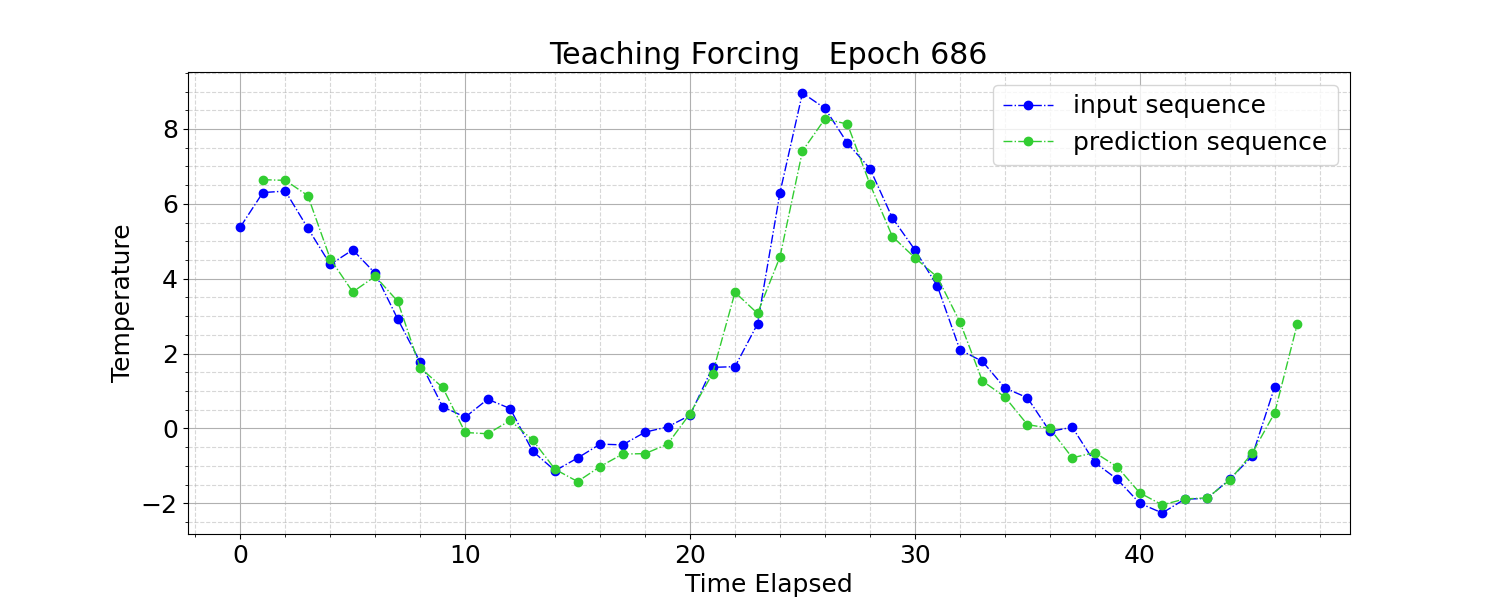 Teaching Forcing   Epoch 686
input sequence
prediction sequence
8
6
4
2
0
−2
Temperature
0 10 20 30 40
Time Elapsed